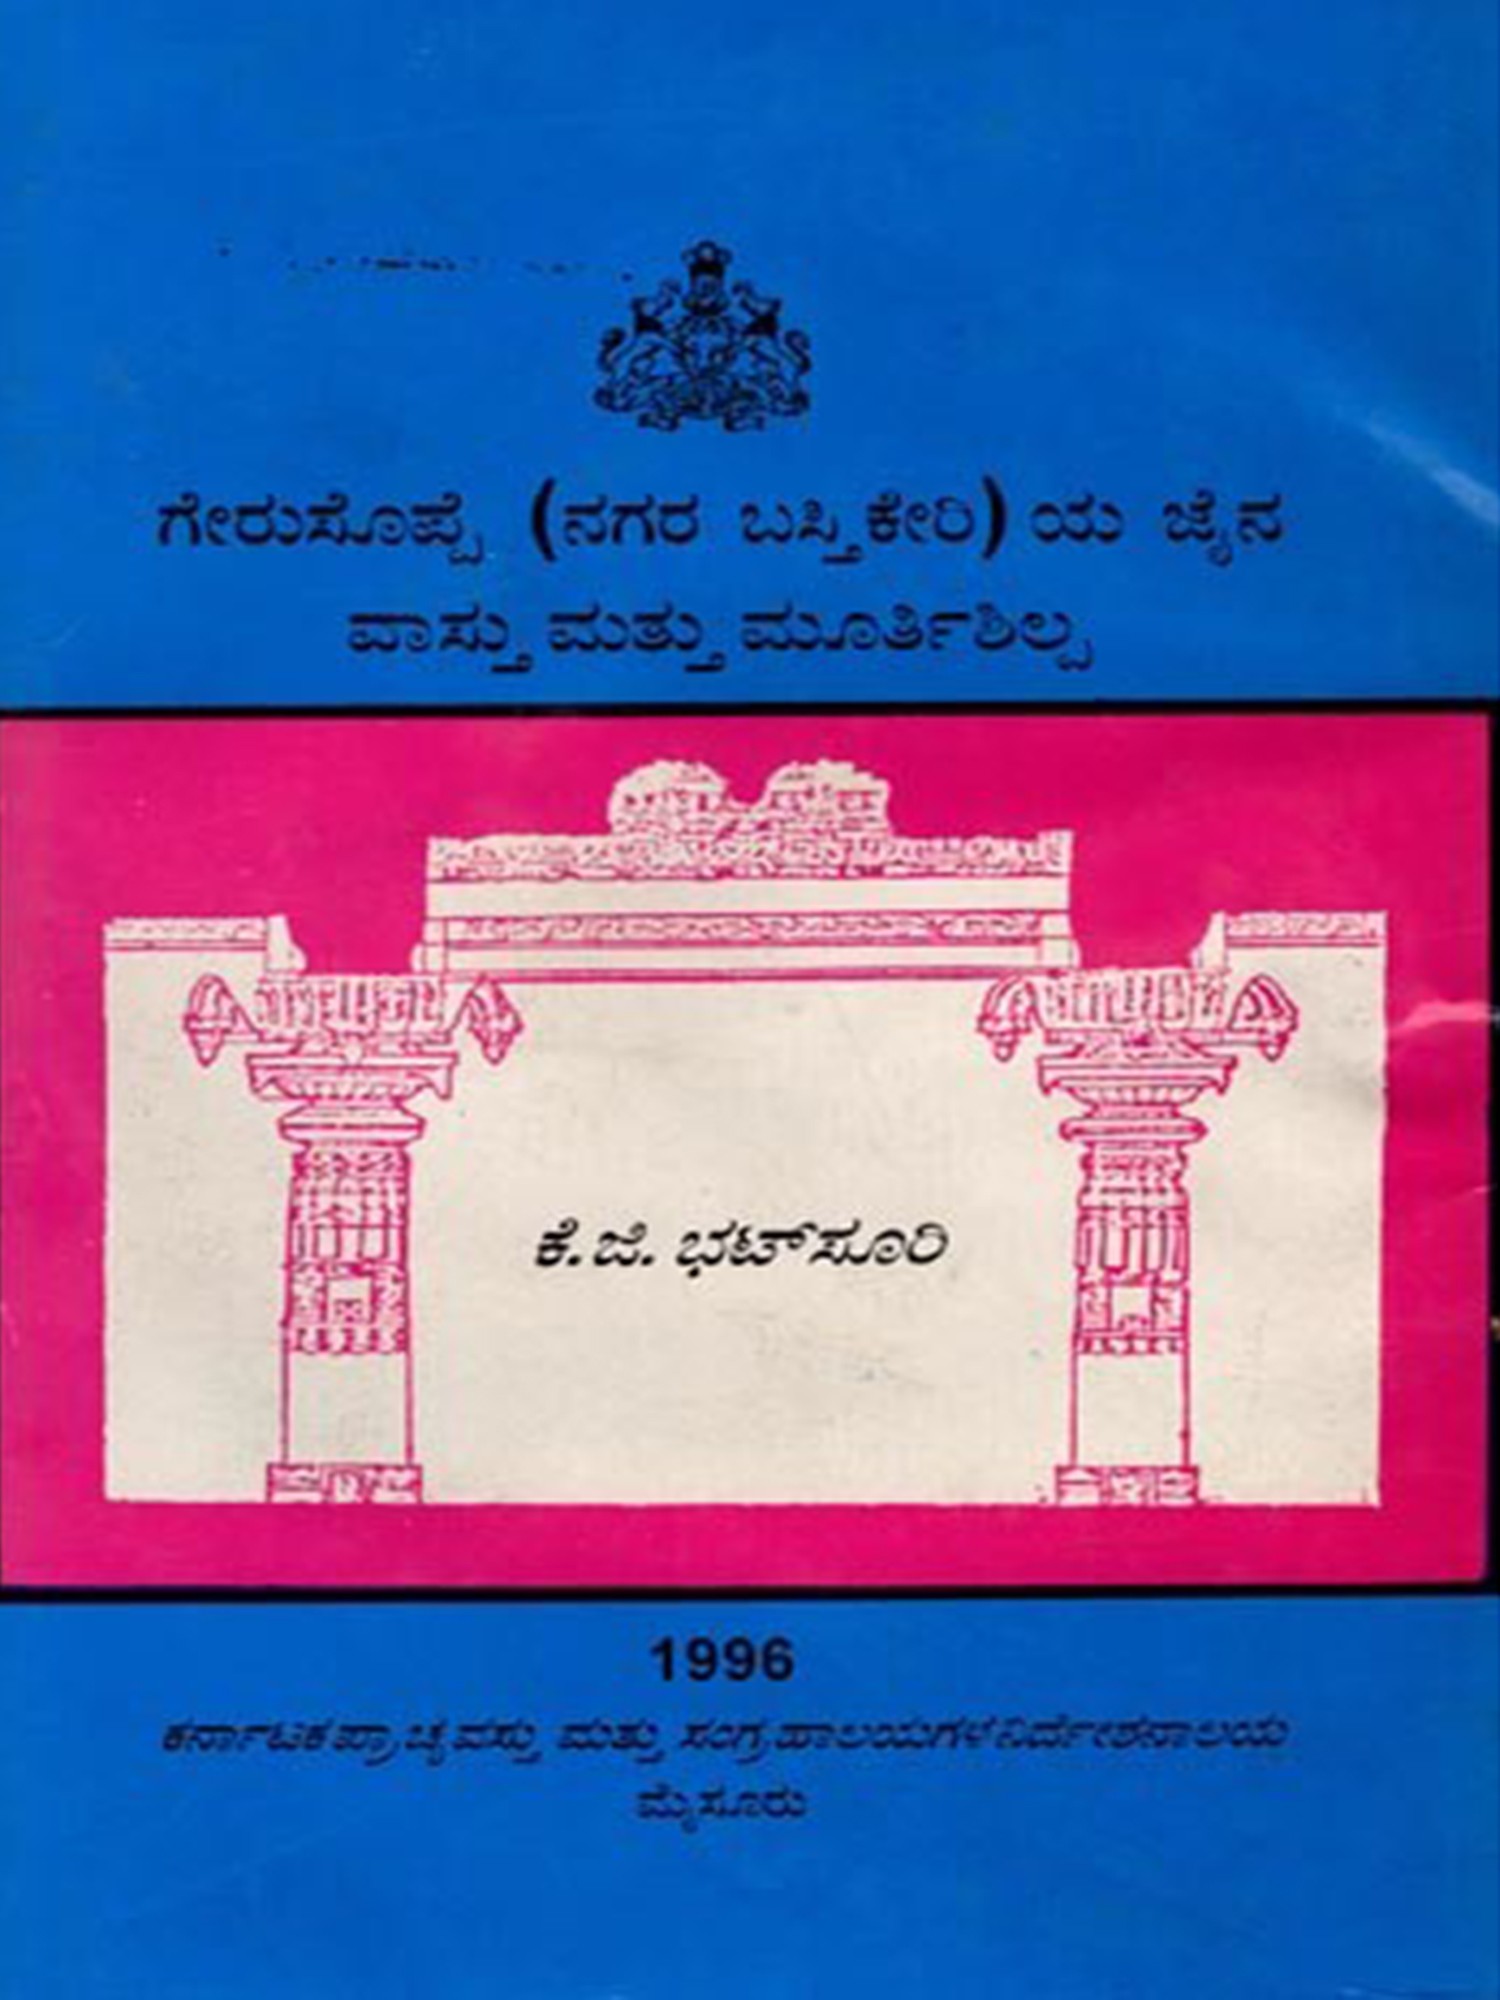 ಗೇರುಸೊಪ್ಪೆ (ನಗರ ಬಸ್ತಿಕೇರಿ) ಯ ಜೈನ
ವಾಸ್ತು ಮತ್ತು ಮೂರ್ತಿಶಿಲ್ಪ
ಕೆ.ಜಿ. ಭಟ್‌ಸೂರಿ
1996
ಕರ್ನಾಟಕ ಪ್ರಾಚ್ಯವಸ್ತು ಮತ್ತು ಸಂಗ್ರಹಾಲಯಗಳ ನಿರ್ದೇಶನಾಲಯ
ಮೈಸೂರು